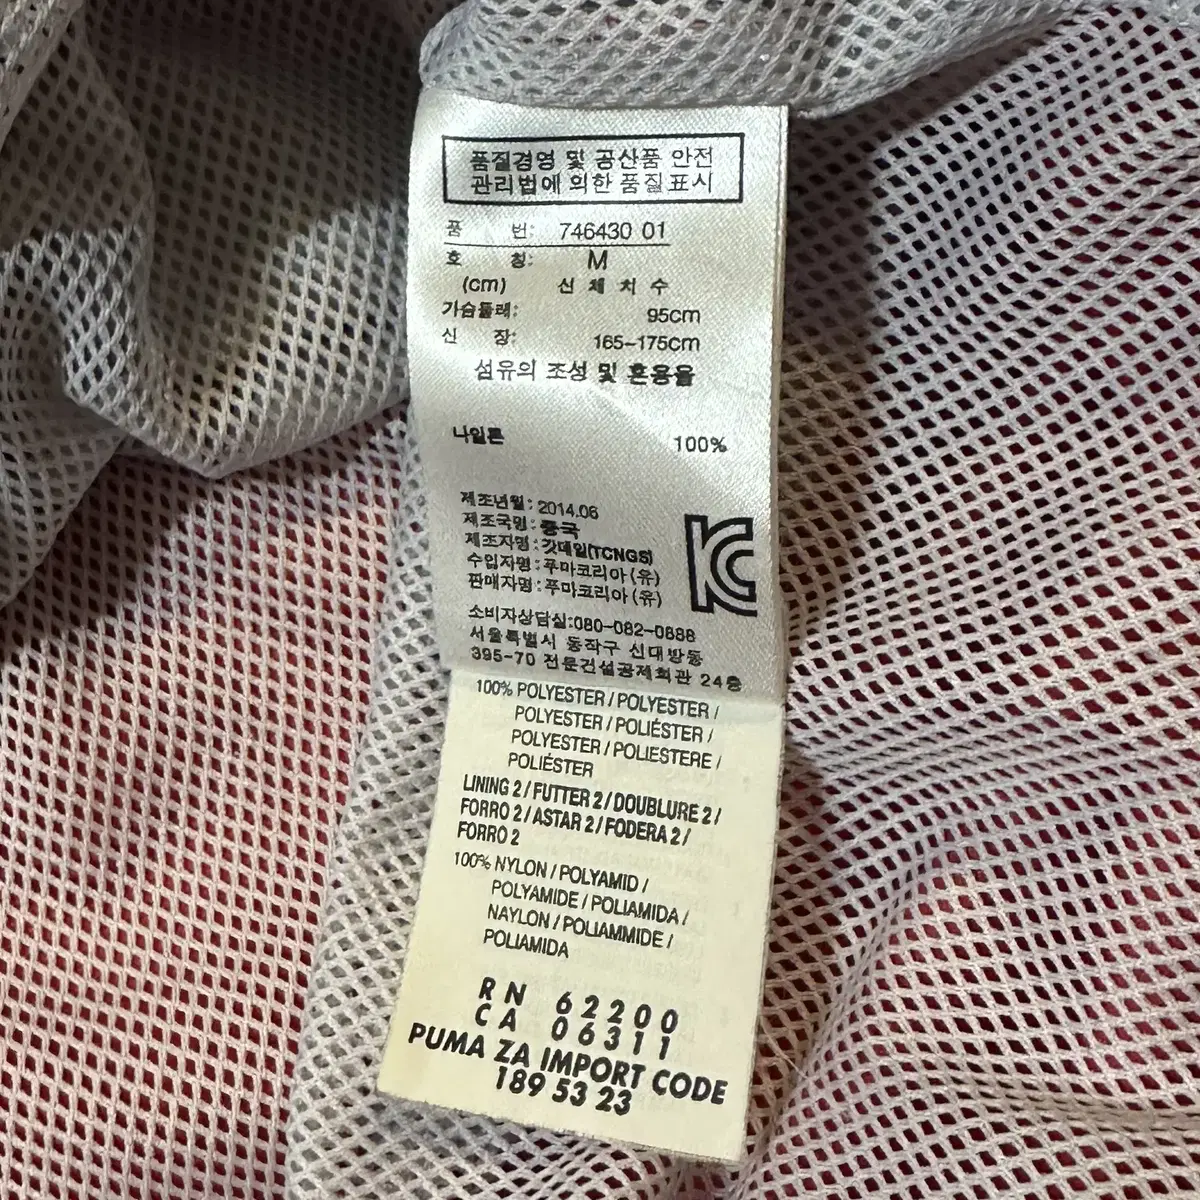 품질경영 및 공산품 안전
관리법에 의한 품질표시
품 번: 746430 01
호 칭: M
(cm) 신 체 치 수
가슴둘레: 95cm
신 장: 165-175cm
섬유의 조성 및 혼용율
나일론 100%
제조년월: 2014.06
제조국명: 중국
제조자명: 갓데일(TCNGS)
수입자명: 푸마코리아(유)
판매자명: 푸마코리아(유)
소비자상담실:080-082-0888
서울특별시 동작구 신대방동
395-70 전문건설공제회관 24층
100% POLYESTER / POLYESTER /
POLYESTER / POLIÉSTER /
POLYESTER / POLIESTERE /
POLIÉSTER
LINING 2 / FUTTER 2 / DOUBLURE 2 /
FORRO 2 / ASTAR 2 / FODERA 2 /
FORRO 2
100% NYLON / POLYAMID /
POLYAMIDE / POLIAMIDA /
NAYLON / POLIAMMIDE /
POLIAMIDA
RN 62200
CA 06311
PUMA ZA IMPORT CODE
189 53 23